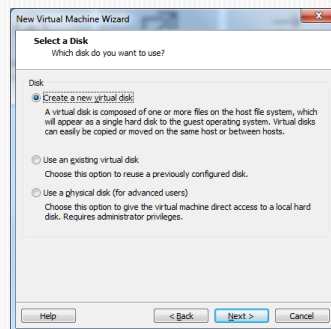 New Virtual Machine Wizard
Select a Disk
Which disk do you want to use?
Disk
Create a new virtual disk
A virtual disk is composed of one or more files on the host file system, which
will appear as a single hard disk to the guest operating system. Virtual disks
can easily be copied or moved on the same host or between hosts.
Use an existing virtual disk
Choose this option to reuse a previously configured disk.
Use a physical disk (for advanced users)
Choose this option to give the virtual machine direct access to a local hard
disk. Requires administrator privileges.
Help < Back Next > Cancel